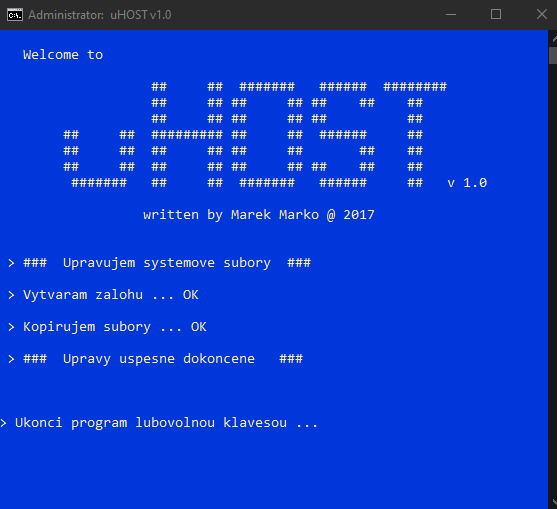 Administrator: uHOST v1.0
Welcome to
uHOST
v 1.0
written by Marek Marko @ 2017
> ### Upravujem systemove subory ###
> Vytvaram zalohu ... OK
> Kopirujem subory ... OK
> ### Upravy uspesne dokoncene ###
> Ukonci program lubovolnou klavesou ...